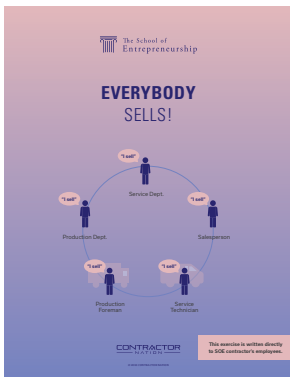 The School of
Entrepreneurship
EVERYBODY
SELLS!
"I sell"
Service Dept.
"I sell"
"I sell"
Production Dept.
Salesperson
"I sell"
"I sell"
Production
Foreman
Service
Technician
CONTRACTOR
NATION
This exercise is written directly
to SOE contractor's employees.